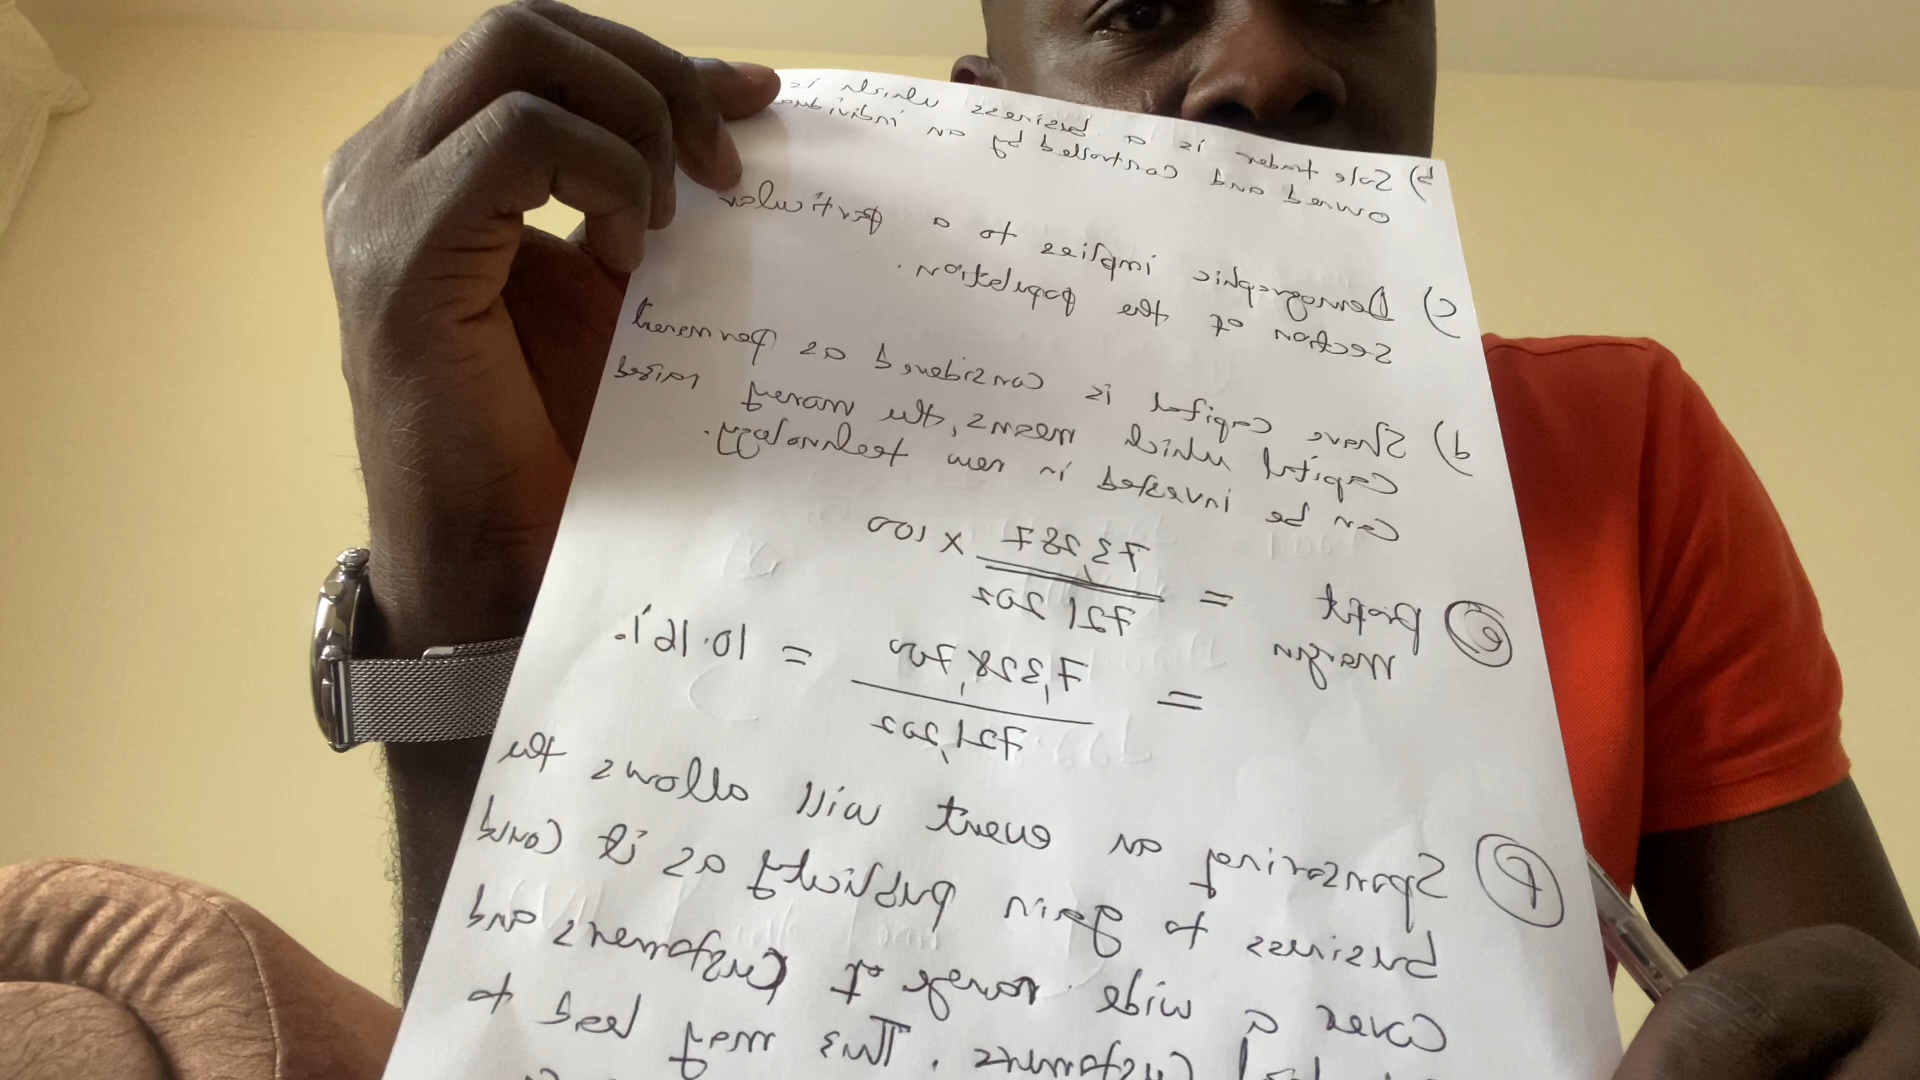 b) Sole trader is a business which is
owned and controlled by an individual
c) Demographic implies to a particular
section of the population.
d) Share capital is considered as permanent
capital which means, the money raised
can be invested in new technology.
e) profit margin = 73,287 / 721 202 × 100
= 7,328,700 / 721,202 = 10.16%
f) Sponsoring an event will allows the
business to gain publicity as it could
cover a wide range of customers and
customers. This may lead to